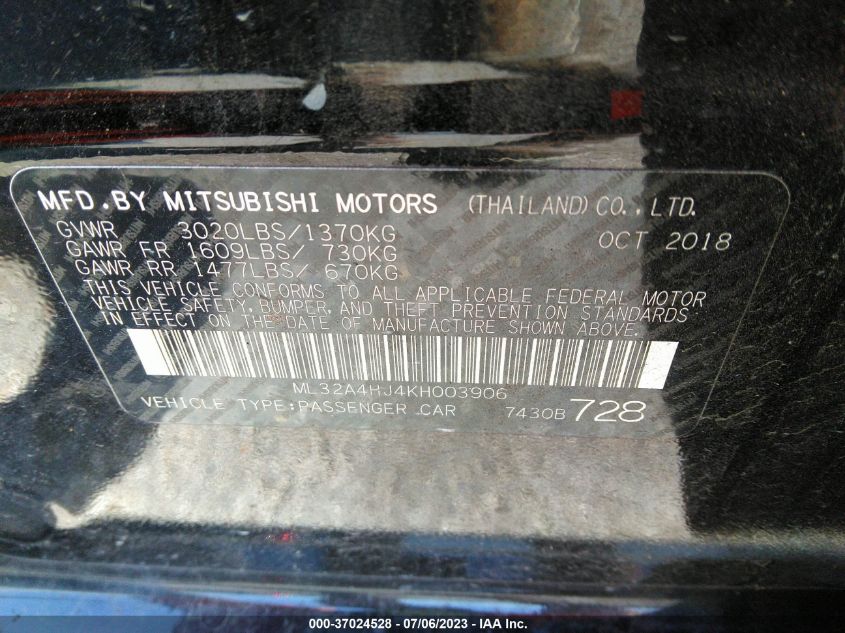 MFD.BY MITSUBISHI MOTORS (THAILAND) CO., LTD.
GVWR 3020LBS/1370KG OCT 2018
GAWR FR 1609LBS/ 730KG
GAWR RR 1477LBS/ 670KG
THIS VEHICLE CONFORMS TO ALL APPLICABLE FEDERAL MOTOR
VEHICLE SAFETY, BUMPER, AND THEFT PREVENTION STANDARDS
IN EFFECT ON THE DATE OF MANUFACTURE SHOWN ABOVE.
ML32A4HJ4KH003906
VEHICLE TYPE:PASSENGER CAR 7430B 728
000-37024528 - 07/06/2023 - IAA Inc.